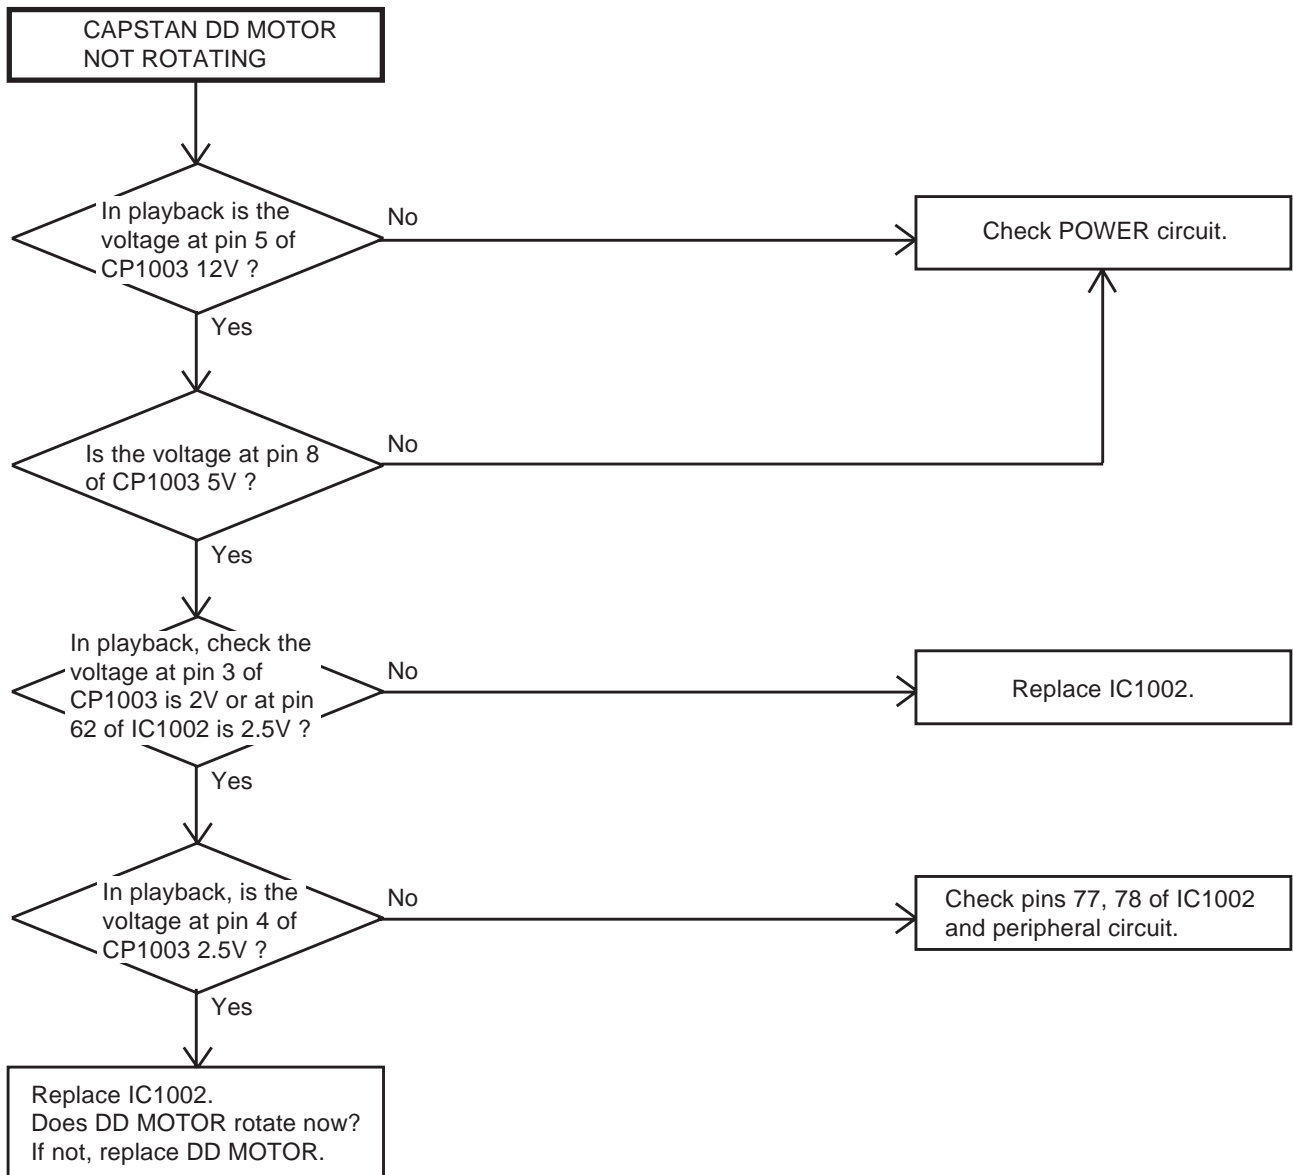 CAPSTAN DD MOTOR
NOT ROTATING
In playback is the
voltage at pin 5 of
CP1003 12V ?
No
Check POWER circuit.
Yes
Is the voltage at pin 8
of CP1003 5V ?
No
Yes
In playback, check the
voltage at pin 3 of
CP1003 is 2V or at pin
62 of IC1002 is 2.5V ?
No
Replace IC1002.
Yes
In playback, is the
voltage at pin 4 of
CP1003 2.5V ?
No
Check pins 77, 78 of IC1002
and peripheral circuit.
Yes
Replace IC1002.
Does DD MOTOR rotate now?
If not, replace DD MOTOR.